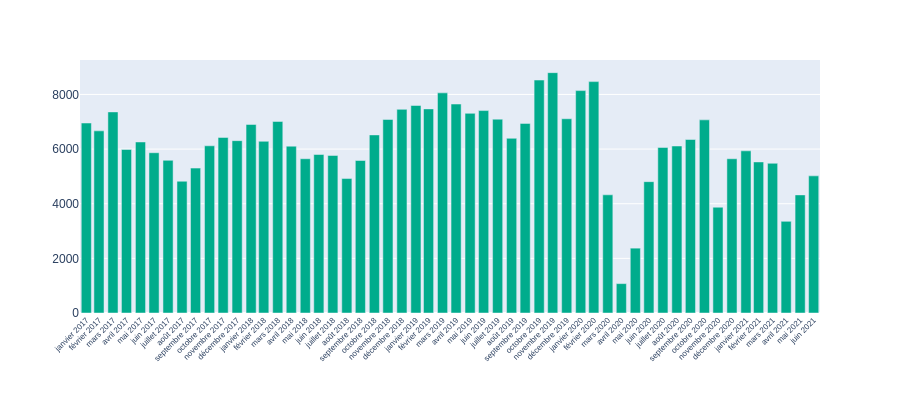 8000
6000
4000
2000
0
janvier 2017
février 2017
mars 2017
avril 2017
mai 2017
juin 2017
juillet 2017
août 2017
septembre 2017
octobre 2017
novembre 2017
décembre 2017
janvier 2018
février 2018
mars 2018
avril 2018
mai 2018
juin 2018
juillet 2018
août 2018
septembre 2018
octobre 2018
novembre 2018
décembre 2018
janvier 2019
février 2019
mars 2019
avril 2019
mai 2019
juin 2019
juillet 2019
août 2019
septembre 2019
octobre 2019
novembre 2019
décembre 2019
janvier 2020
février 2020
mars 2020
avril 2020
mai 2020
juin 2020
juillet 2020
août 2020
septembre 2020
octobre 2020
novembre 2020
décembre 2020
janvier 2021
février 2021
mars 2021
avril 2021
mai 2021
juin 2021